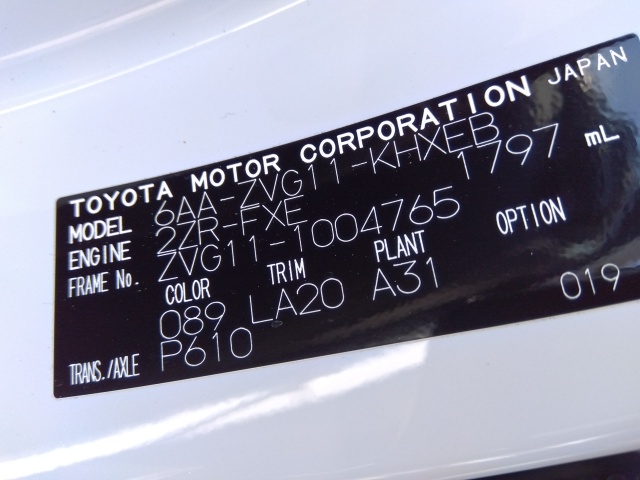 TOYOTA MOTOR CORPORATION JAPAN
MODEL 6AA-ZVG11-KHXEB
ENGINE 2ZR-FXE 1797 mL
FRAME No. ZVG11-1004765
COLOR TRIM PLANT OPTION
089 LA20 A31 019
TRANS./AXLE P610